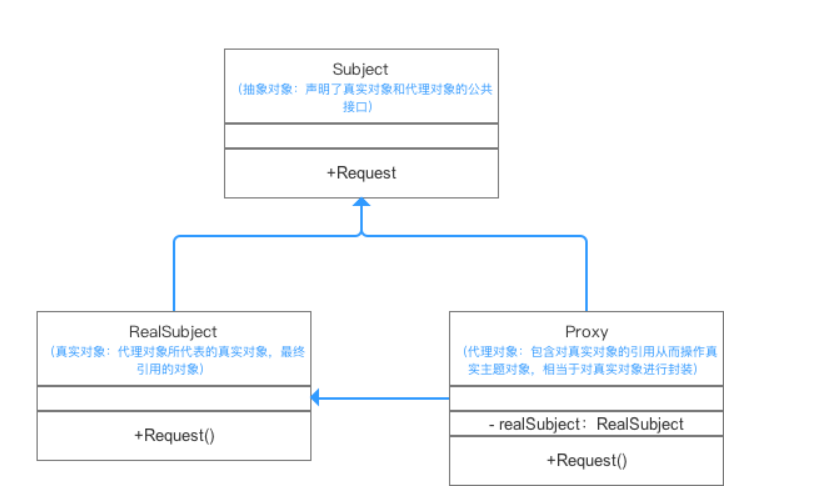 Subject
（抽象对象：声明了真实对象和代理对象的公共
接口）
+Request
RealSubject
（真实对象：代理对象所代表的真实对象，最终
引用的对象）
+Request()
Proxy
（代理对象：包含对真实对象的引用从而操作真
实主题对象，相当于对真实对象进行封装）
- realSubject：RealSubject
+Request()